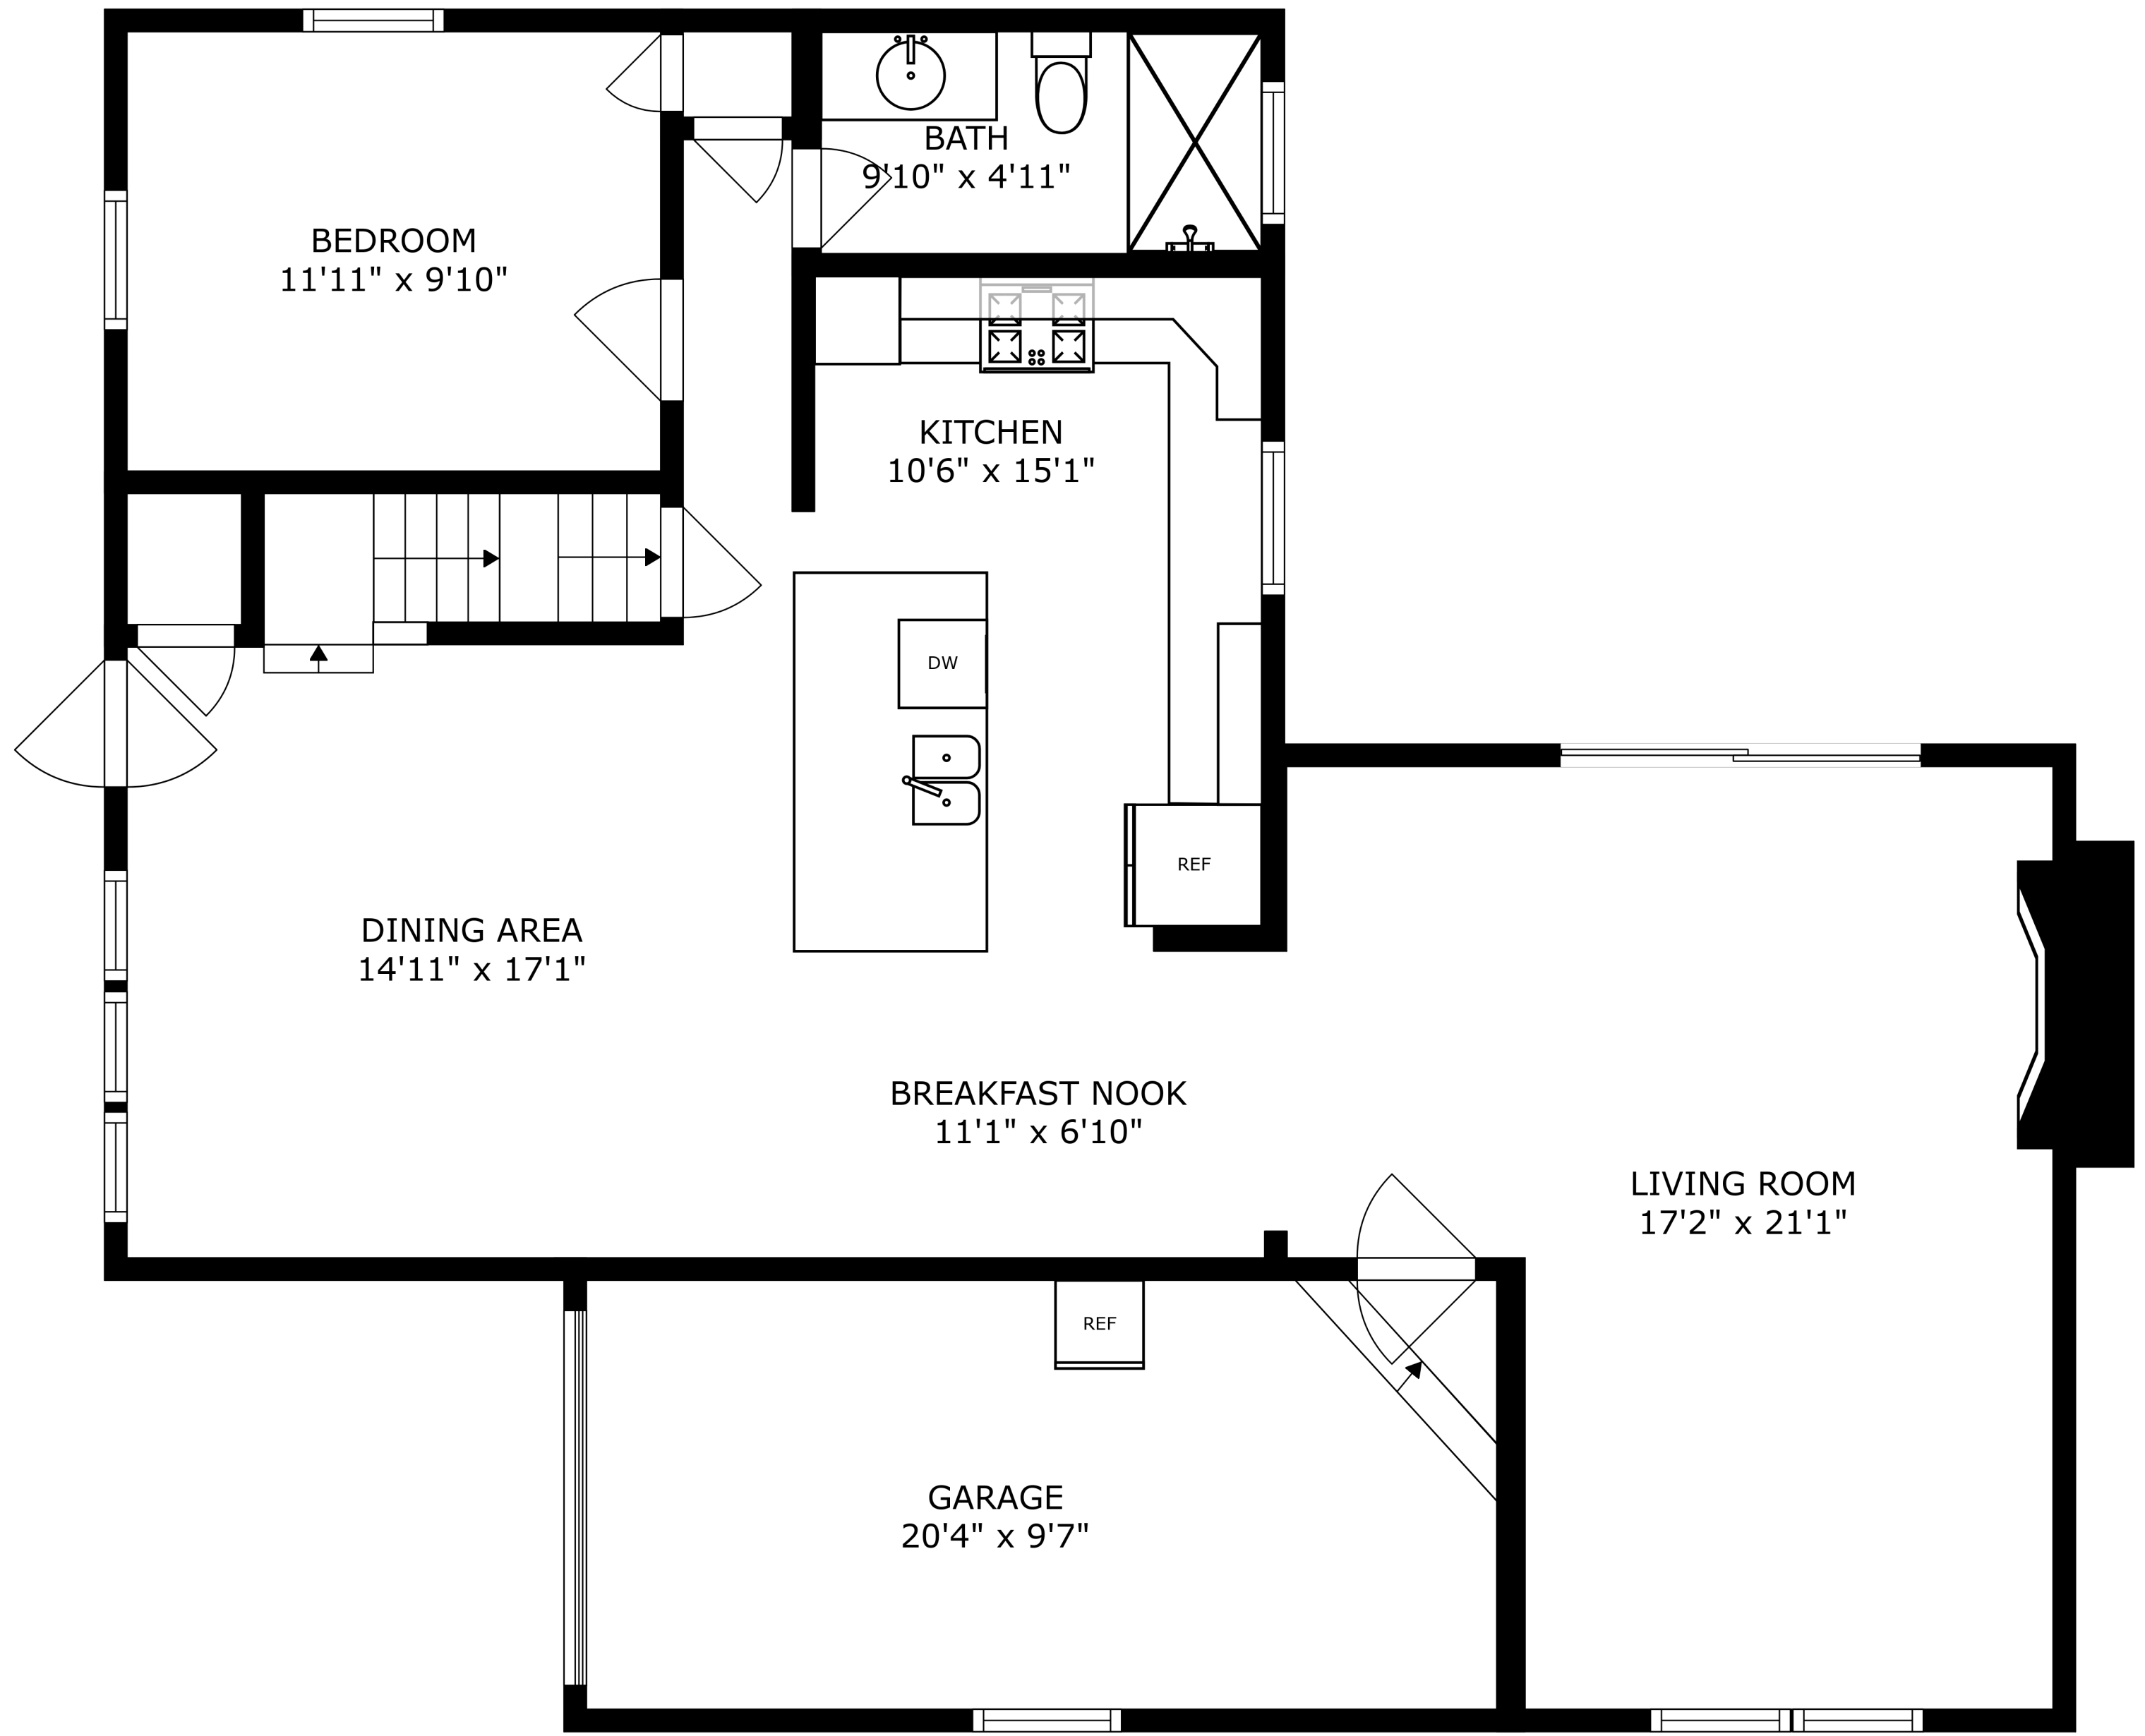 BATH
9'10" x 4'11"
BEDROOM
11'11" x 9'10"
KITCHEN
10'6" x 15'1"
DW
REF
DINING AREA
14'11" x 17'1"
BREAKFAST NOOK
11'1" x 6'10"
LIVING ROOM
17'2" x 21'1"
REF
GARAGE
20'4" x 9'7"